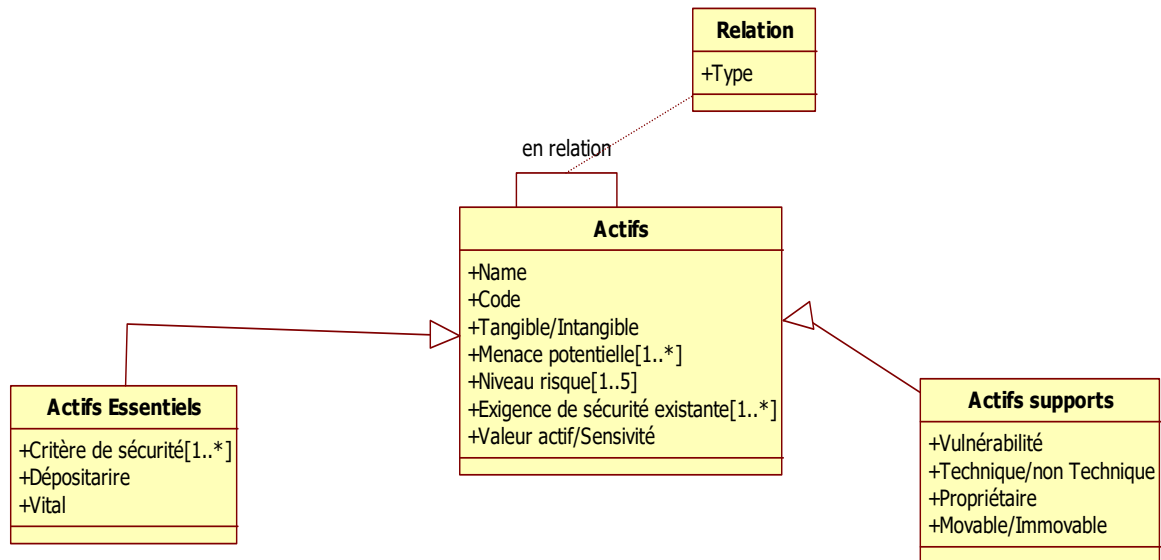 Relation
+Type
en relation
Actifs
+Name
+Code
+Tangible/Intangible
+Menace potentielle[1..*]
+Niveau risque[1..5]
+Exigence de sécurité existante[1..*]
+Valeur actif/Sensivité
Actifs Essentiels
+Critère de sécurité[1..*]
+Dépositarire
+Vital
Actifs supports
+Vulnérabilité
+Technique/non Technique
+Propriétaire
+Movable/Immovable